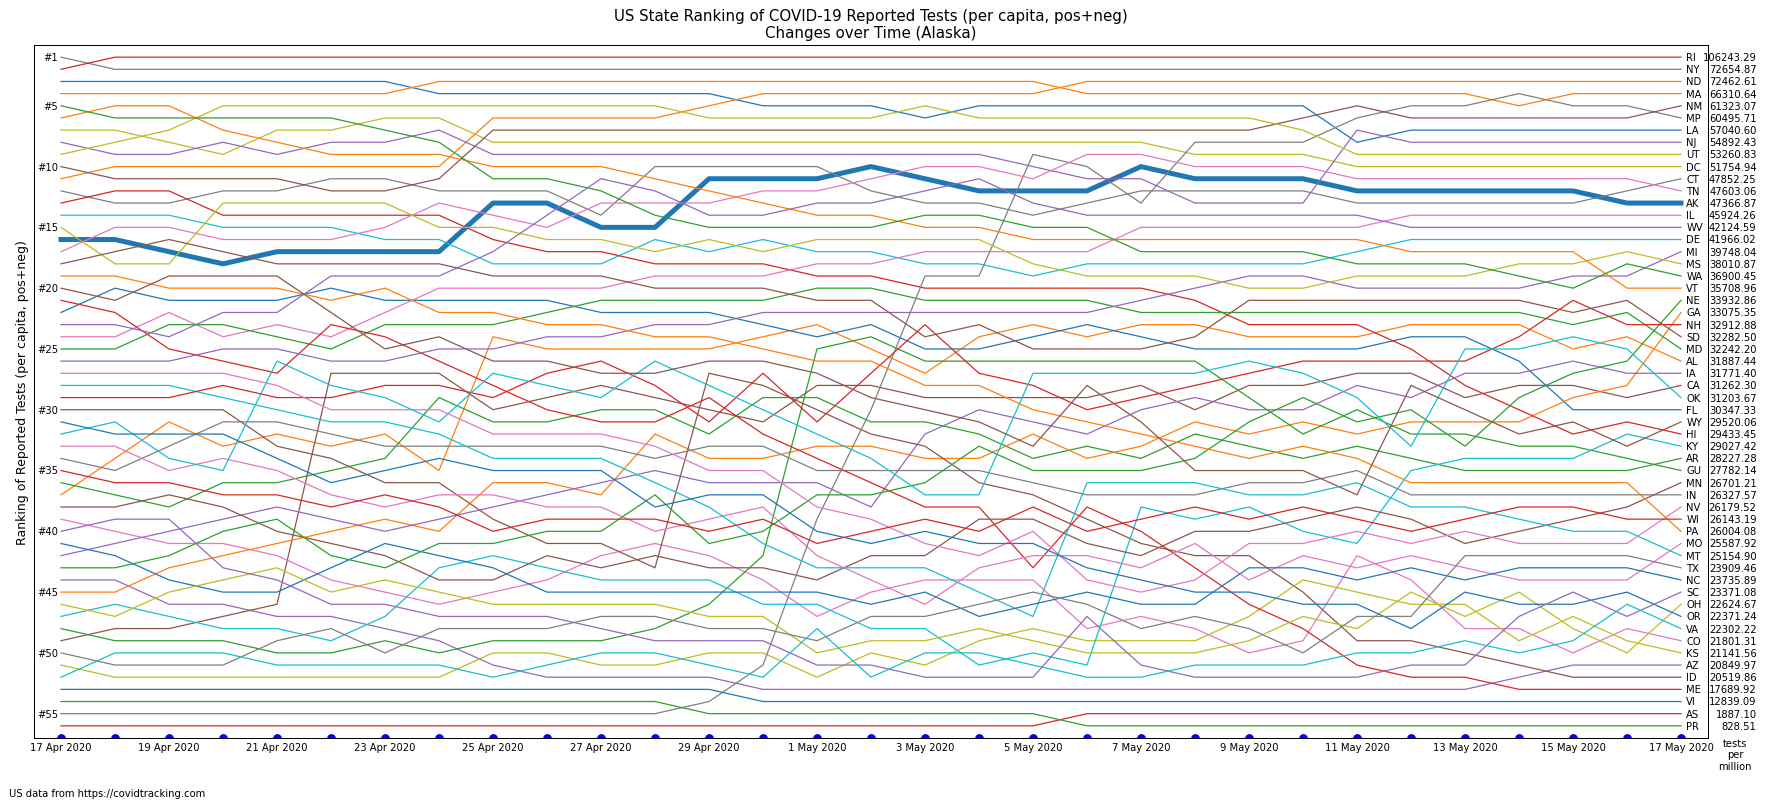 US State Ranking of COVID-19 Reported Tests (per capita, pos+neg)
Changes over Time (Alaska)
Ranking of Reported Tests (per capita, pos+neg)
#1
#5
#10
#15
#20
#25
#30
#35
#40
#45
#50
#55
RI 106243.29
NY 72654.87
ND 72462.61
MA 66310.64
NM 61323.07
MP 60495.71
LA 57040.60
NJ 54892.43
UT 53260.83
DC 51754.94
CT 47852.25
TN 47603.06
AK 47366.87
IL 45924.26
WV 42124.59
DE 41966.02
MI 39748.04
MS 38010.87
WA 36900.45
VT 35708.96
NE 33932.86
GA 33075.35
NH 32912.88
SD 32282.50
MD 32242.20
AL 31887.44
IA 31771.40
CA 31262.30
OK 31203.67
FL 30347.33
WY 29520.06
HI 29433.45
KY 29027.42
AR 28227.28
GU 27782.14
MN 26701.21
IN 26327.57
NV 26179.52
WI 26143.19
PA 26004.08
MO 25587.92
MT 25154.90
TX 23909.46
NC 23735.89
SC 23371.08
OH 22624.67
OR 22371.24
VA 22302.22
CO 21801.31
KS 21141.56
AZ 20849.97
ID 20519.86
ME 17689.92
VI 12839.09
AS 1887.10
PR 828.51
17 Apr 2020 19 Apr 2020 21 Apr 2020 23 Apr 2020 25 Apr 2020 27 Apr 2020 29 Apr 2020 1 May 2020 3 May 2020 5 May 2020 7 May 2020 9 May 2020 11 May 2020 13 May 2020 15 May 2020 17 May 2020
tests
per
million
US data from https://covidtracking.com